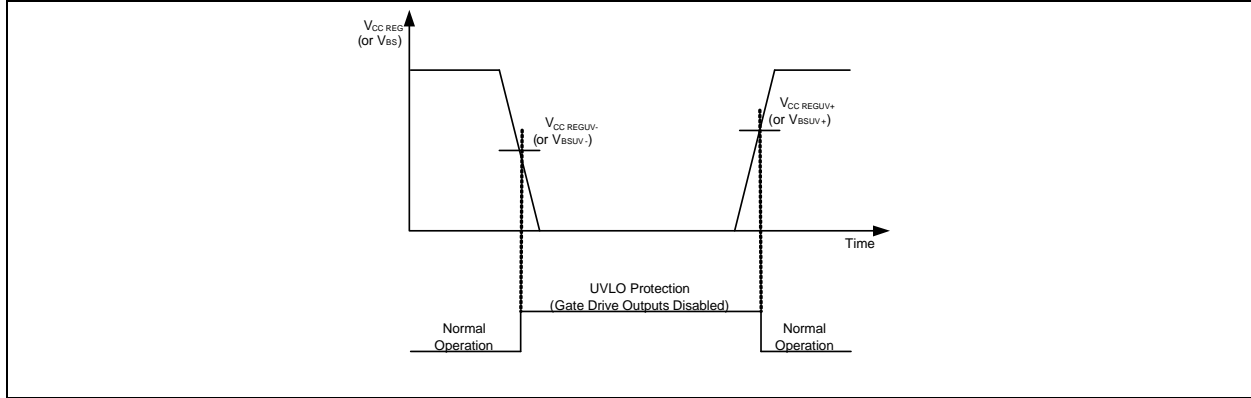 VCC REG
(or VBS)
VCC REGUV-
(or VBSUV-)
VCC REGUV+
(or VBSUV+)
Time
UVLO Protection
(Gate Drive Outputs Disabled)
Normal
Operation
Normal
Operation